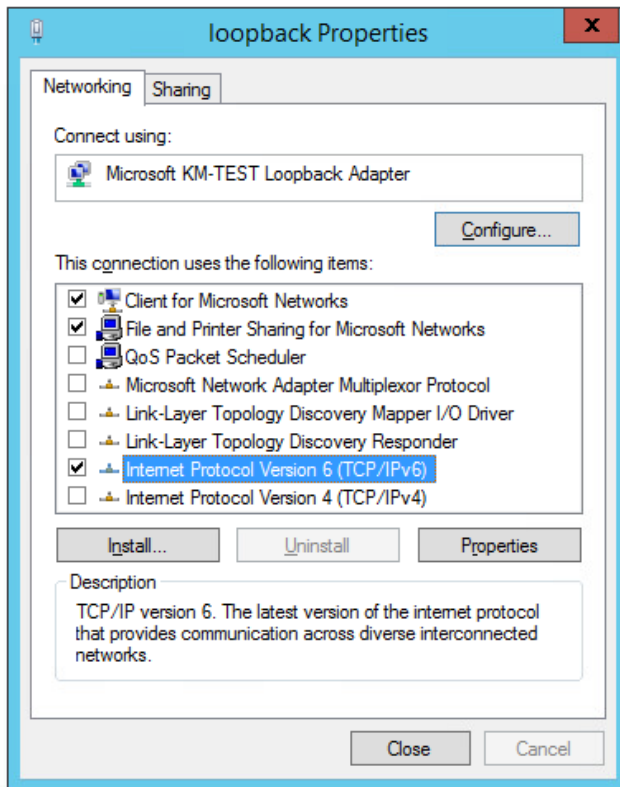 loopback Properties
x
Networking
Sharing
Connect using:
Microsoft KM-TEST Loopback Adapter
Configure...
This connection uses the following items:
Client for Microsoft Networks
File and Printer Sharing for Microsoft Networks
QoS Packet Scheduler
Microsoft Network Adapter Multiplexor Protocol
Link-Layer Topology Discovery Mapper I/O Driver
Link-Layer Topology Discovery Responder
Internet Protocol Version 6 (TCP/IPv6)
Internet Protocol Version 4 (TCP/IPv4)
Install...
Uninstall
Properties
Description
TCP/IP version 6. The latest version of the internet protocol
that provides communication across diverse interconnected
networks.
Close
Cancel